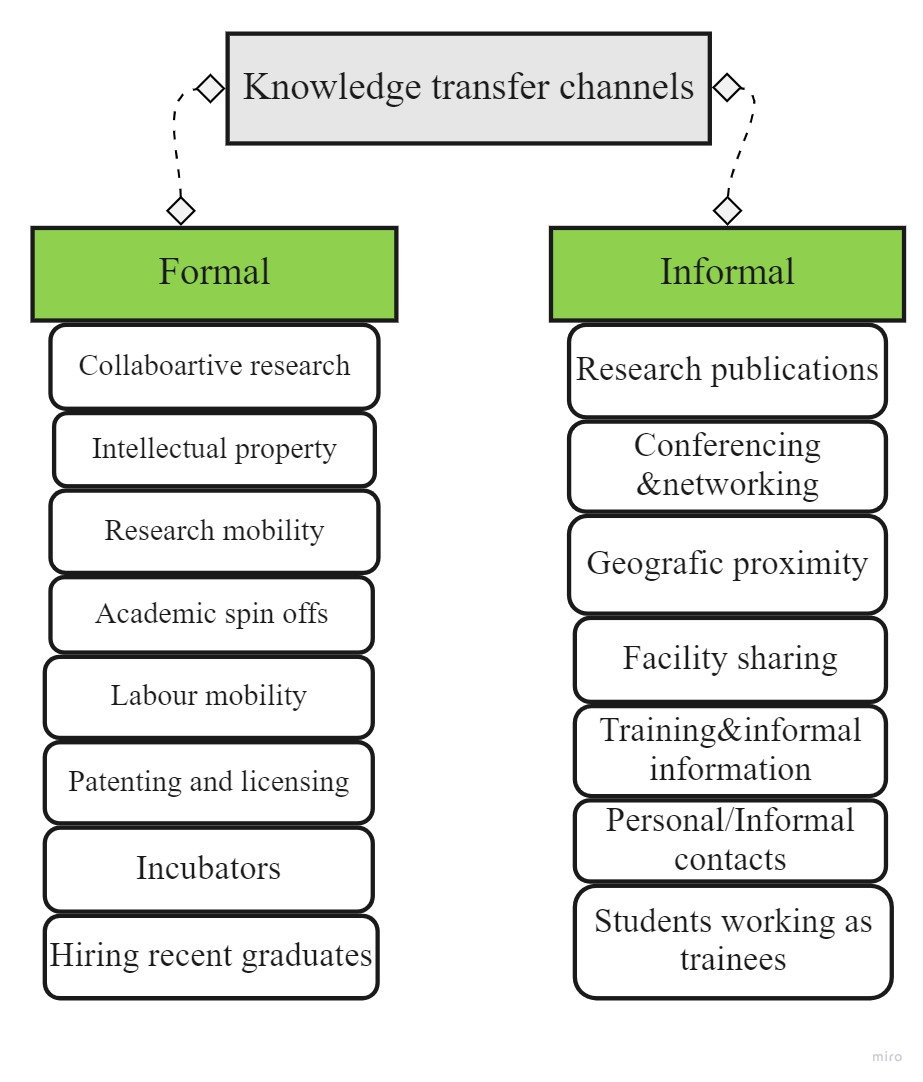 Knowledge transfer channels
Formal
Collaboartive research
Intellectual property
Research mobility
Academic spin offs
Labour mobility
Patenting and licensing
Incubators
Hiring recent graduates
Informal
Research publications
Conferencing
&networking
Geografic proximity
Facility sharing
Training&informal
information
Personal/Informal
contacts
Students working as
trainees
miro